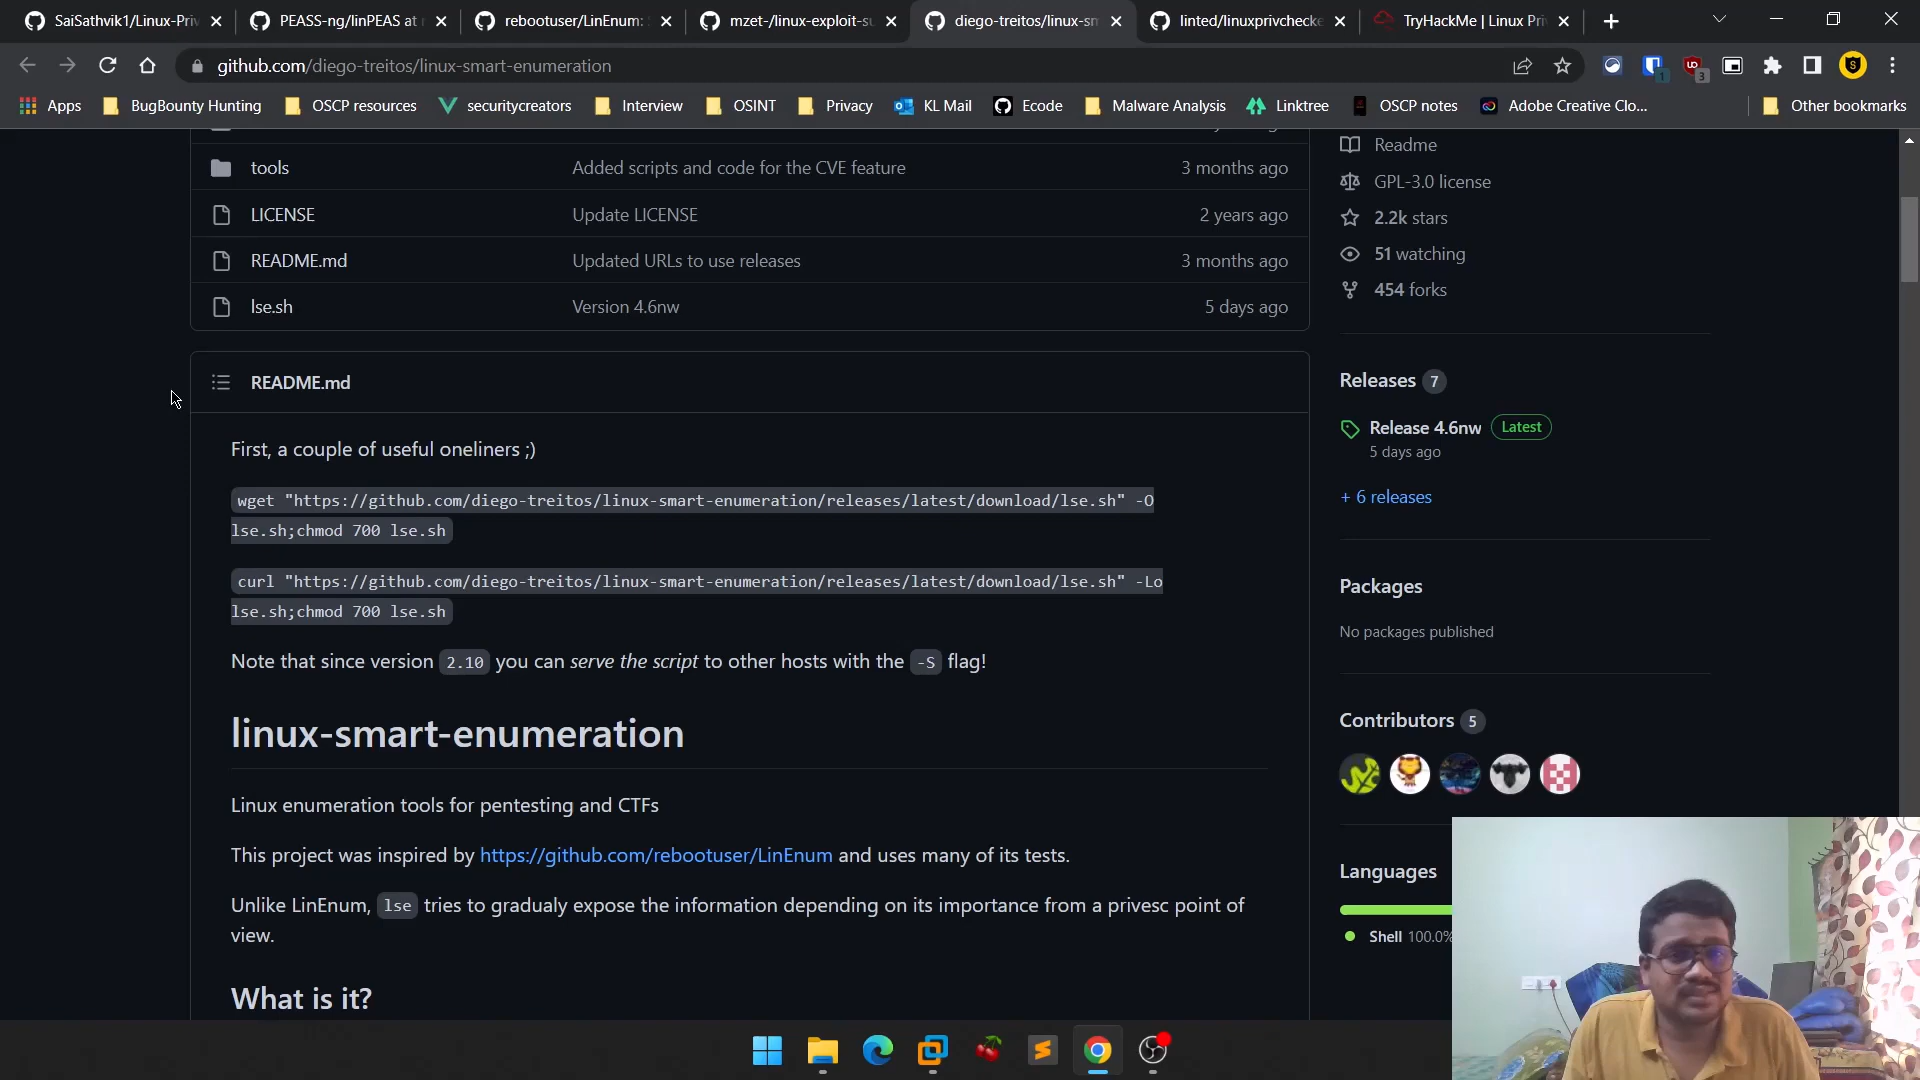 SaiSathvik1/Linux-Priv
PEASS-ng/linPEAS at
rebootuser/LinEnum:
mzet-/linux-exploit-su
diego-treitos/linux-sm
linted/linuxprivchecke
TryHackMe | Linux Priv
github.com/diego-treitos/linux-smart-enumeration
1
3
S
Apps
BugBounty Hunting
OSCP resources
securitycreators
Interview
OSINT
Privacy
KL Mail
Ecode
Malware Analysis
Linktree
OSCP notes
Adobe Creative Clo...
Other bookmarks
tools
Added scripts and code for the CVE feature
3 months ago
LICENSE
Update LICENSE
2 years ago
README.md
Updated URLs to use releases
3 months ago
lse.sh
Version 4.6nw
5 days ago
README.md
First, a couple of useful oneliners ;)
wget "https://github.com/diego-treitos/linux-smart-enumeration/releases/latest/download/lse.sh" -O
lse.sh;chmod 700 lse.sh
curl "https://github.com/diego-treitos/linux-smart-enumeration/releases/latest/download/lse.sh" -Lo
lse.sh;chmod 700 lse.sh
Note that since version 2.10 you can serve the script to other hosts with the -S flag!
linux-smart-enumeration
Linux enumeration tools for pentesting and CTFs
This project was inspired by https://github.com/rebootuser/LinEnum and uses many of its tests.
Unlike LinEnum, lse tries to gradualy expose the information depending on its importance from a privesc point of
view.
What is it?
Readme
GPL-3.0 license
2.2k stars
51 watching
454 forks
Releases 7
Release 4.6nw Latest
5 days ago
+ 6 releases
Packages
No packages published
Contributors 5
Languages
Shell 100.0%